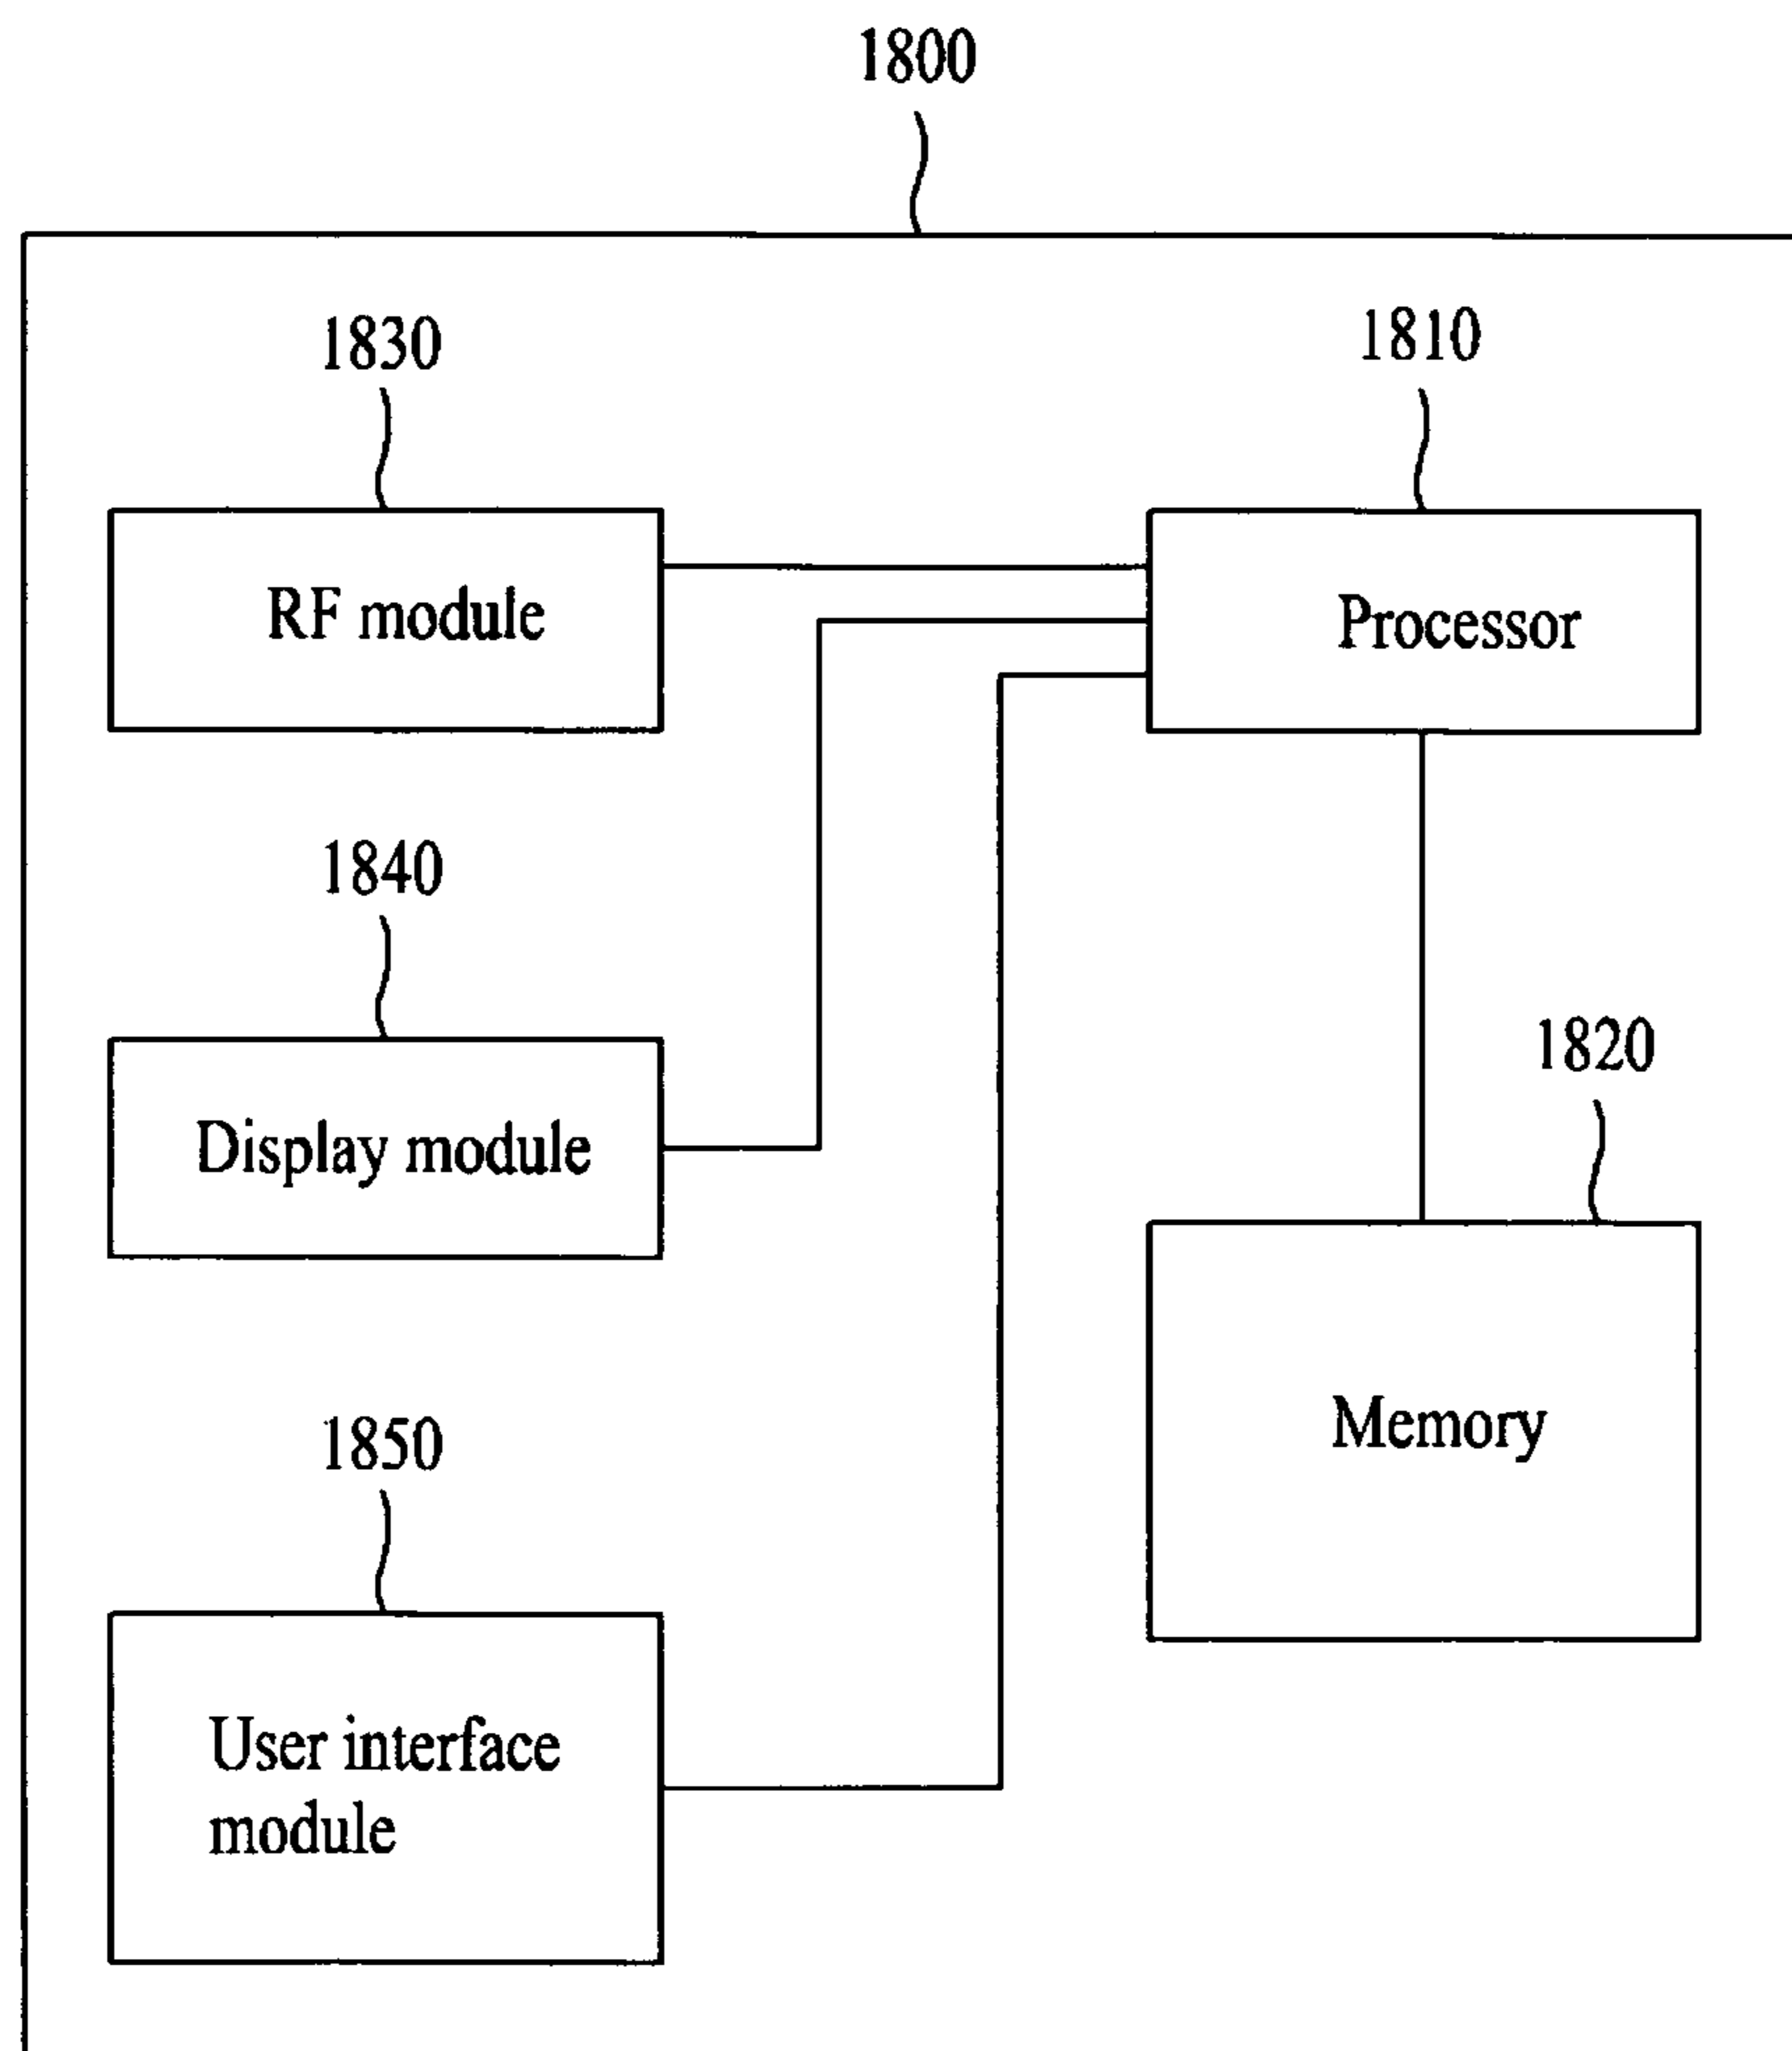 1800
1830
1810
RF module
Processor
1840
1820
Display module
Memory
1850
User interface
module